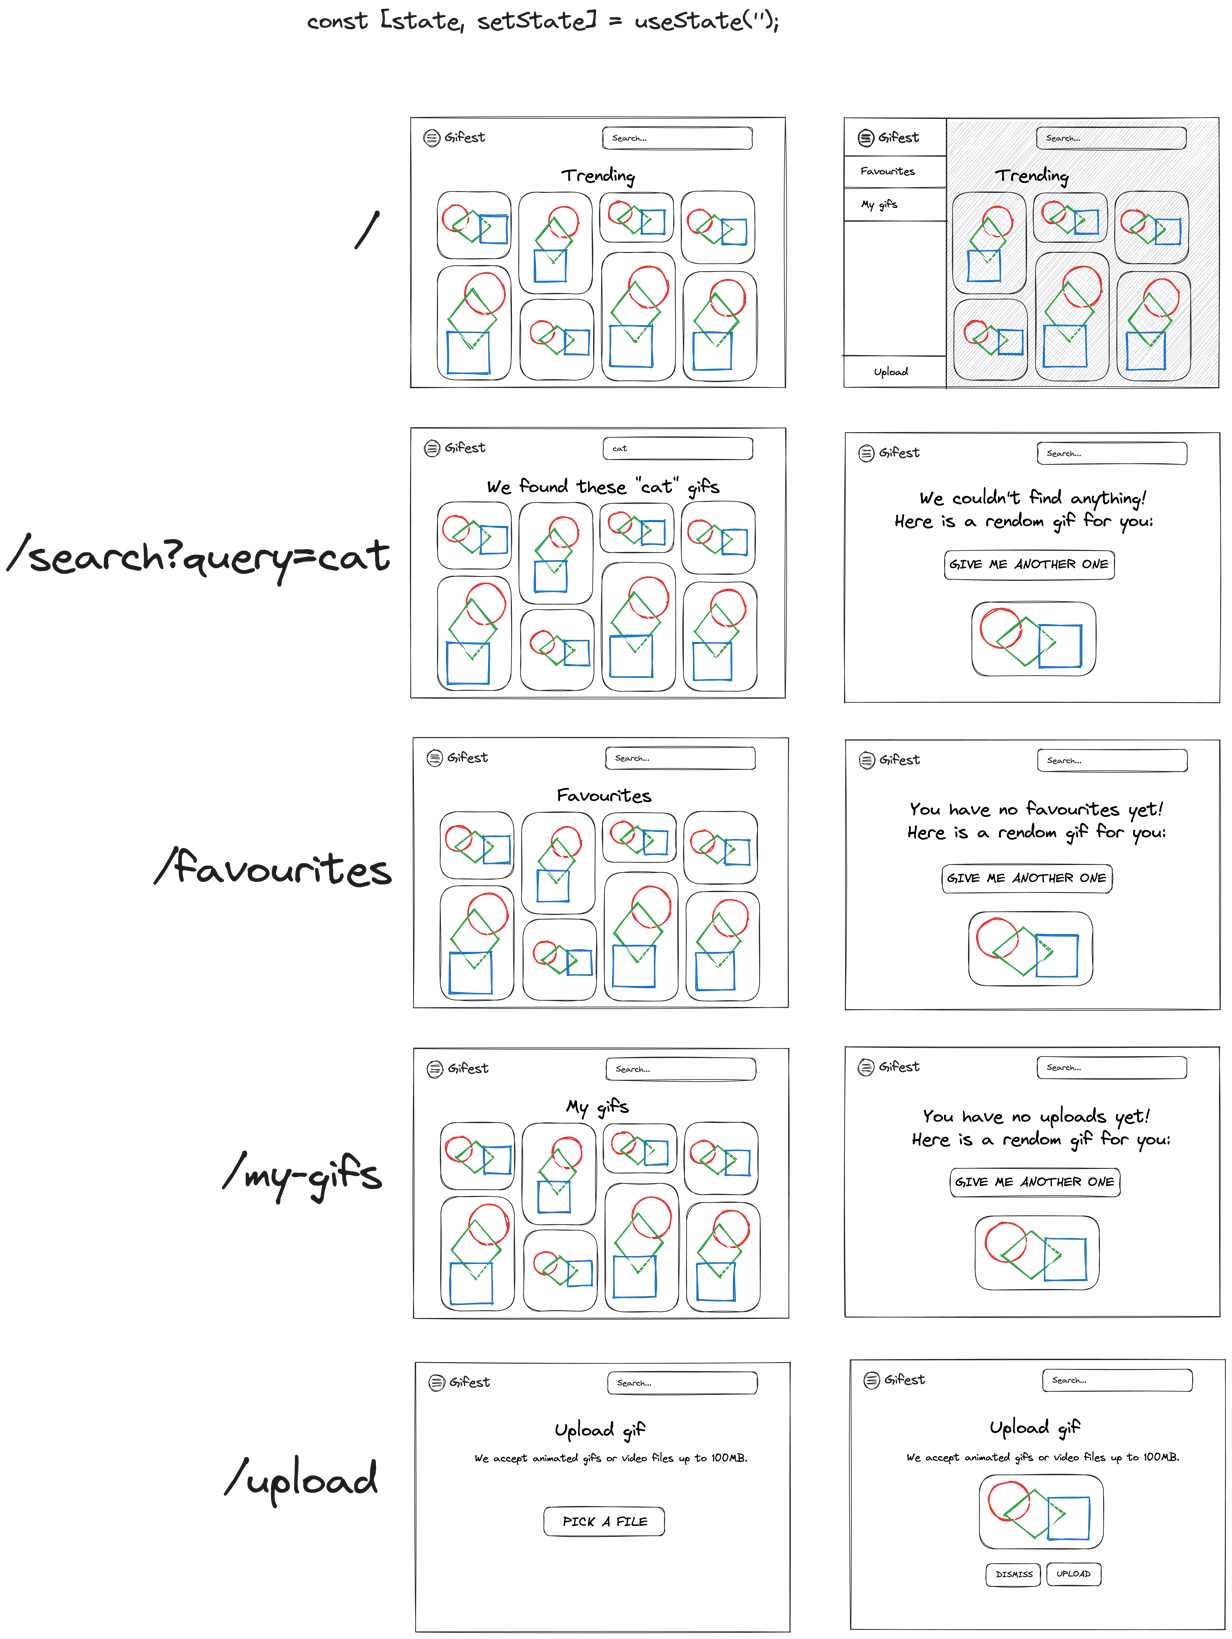 const [state, setState] = useState('');
/
Gifest
Search...
Trending
Gifest
Search...
Favourites
Trending
My gifs
Upload
/search?query=cat
Gifest
cat
We found these "cat" gifs
Gifest
Search...
We couldn't find anything!
Here is a rendom gif for you:
GIVE ME ANOTHER ONE
/favourites
Gifest
Search...
Favourites
Gifest
Search...
You have no favourites yet!
Here is a rendom gif for you:
GIVE ME ANOTHER ONE
/my-gifs
Gifest
Search...
My gifs
Gifest
Search...
You have no uploads yet!
Here is a rendom gif for you:
GIVE ME ANOTHER ONE
/upload
Gifest
Search...
Upload gif
We accept animated gifs or video files up to 100MB.
PICK A FILE
Gifest
Search...
Upload gif
We accept animated gifs or video files up to 100MB.
DISMISS
UPLOAD